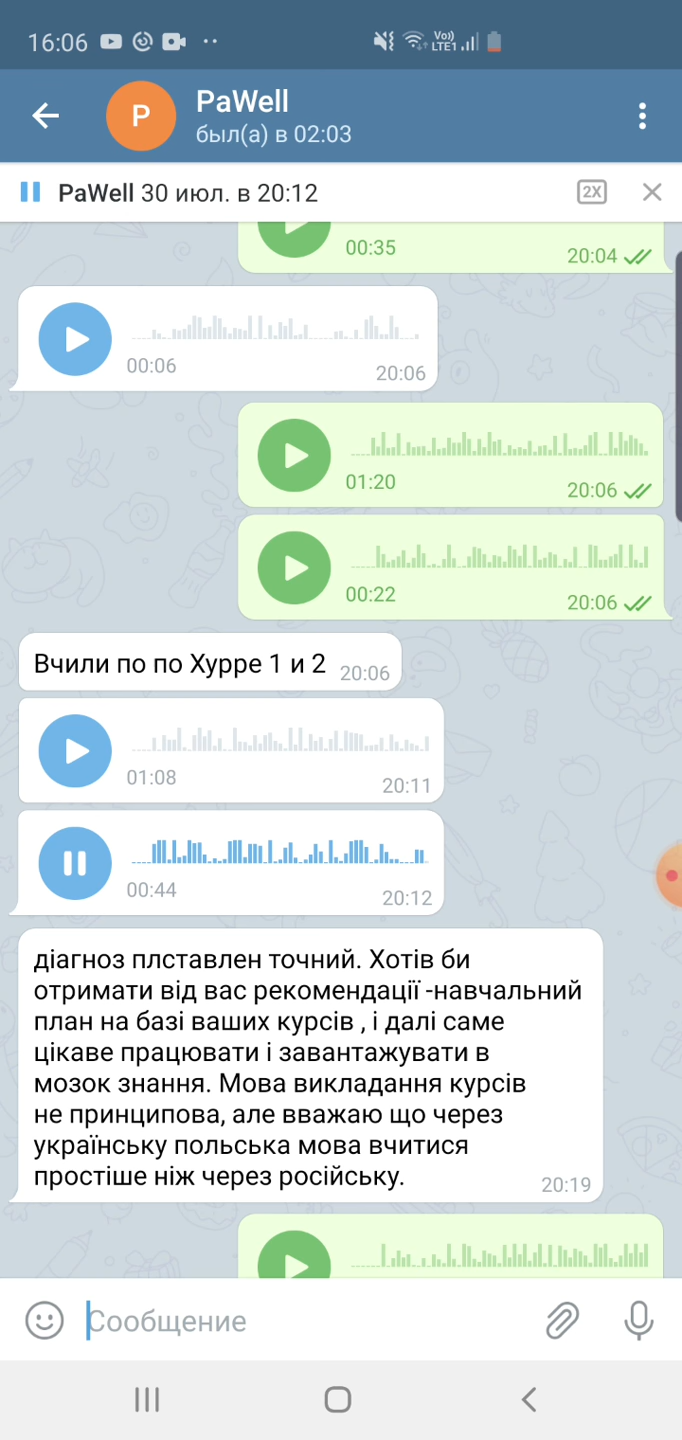 16:06
Vo))
LTE1
P
PaWell
был(а) в 02:03
PaWell 30 июл. в 20:12
2X
00:35
20:04
00:06
20:06
01:20
20:06
00:22
20:06
Вчили по по Хурре 1 и 2
20:06
01:08
20:11
00:44
20:12
діагноз плставлен точний. Хотів би
отримати від вас рекомендації -навчальний
план на базі ваших курсів , і далі саме
цікаве працювати і завантажувати в
мозок знання. Мова викладання курсів
не принципова, але вважаю що через
українську польська мова вчитися
простіше ніж через російську.
20:19
Сообщение